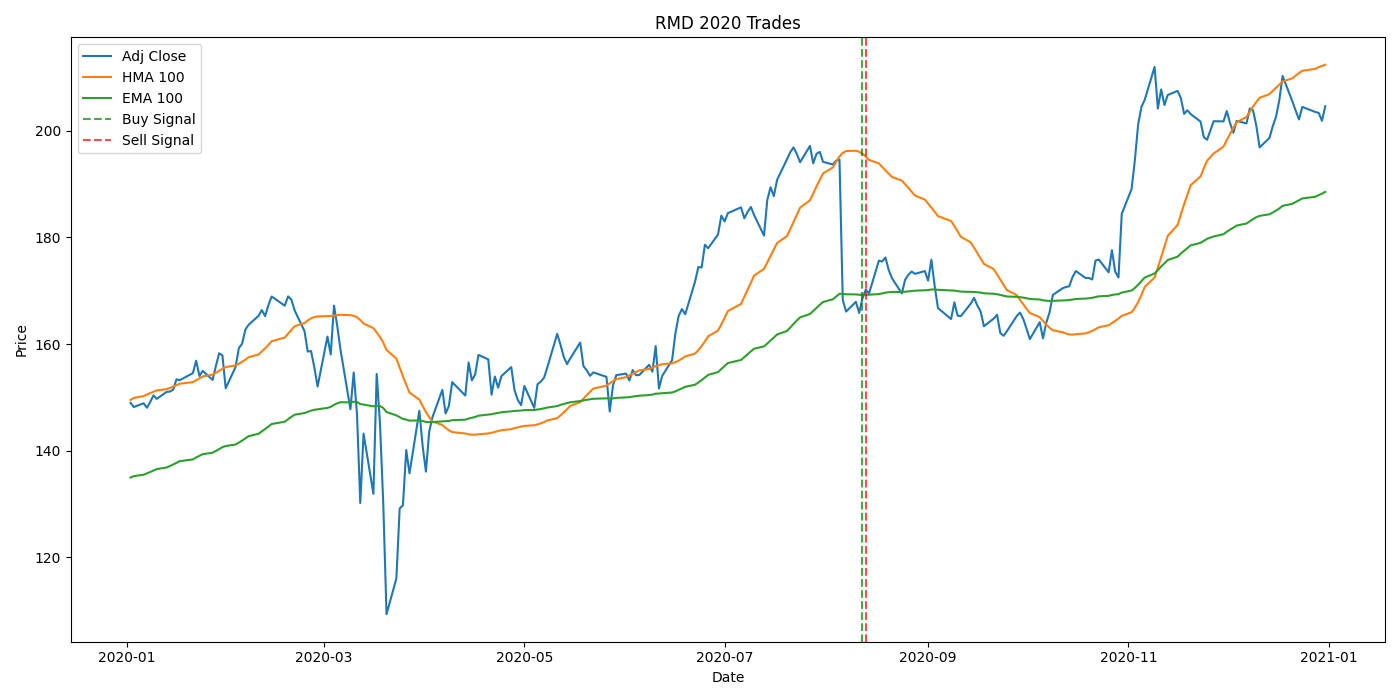 RMD 2020 Trades
Adj Close
HMA 100
EMA 100
Buy Signal
Sell Signal
Price
200
180
160
140
120
2020-01 2020-03 2020-05 2020-07 2020-09 2020-11 2021-01
Date